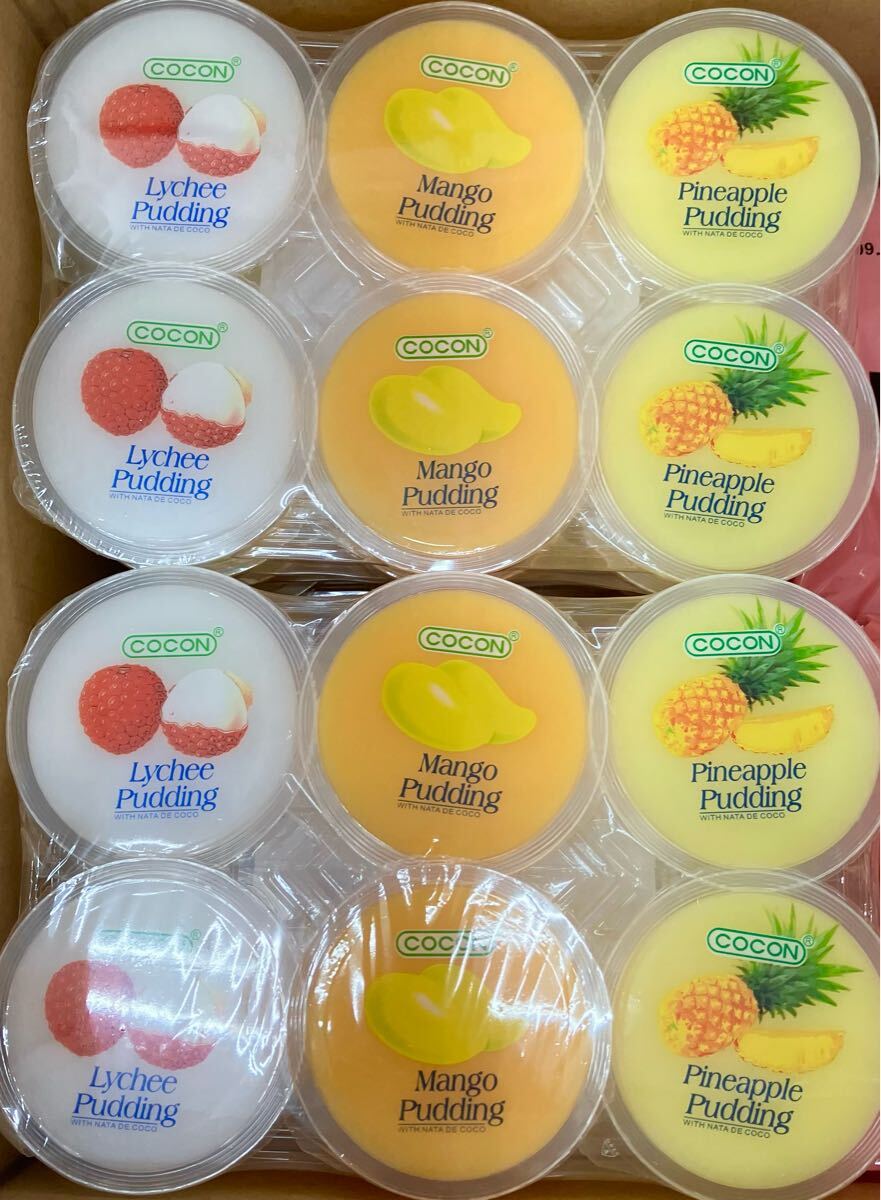 COCON®
Lychee
Pudding
WITH NATA DE COCO
COCON®
Mango
Pudding
WITH NATA DE COCO
COCON®
Pineapple
Pudding
WITH NATA DE COCO
09.
COCON®
Lychee
Pudding
WITH NATA DE COCO
COCON®
Mango
Pudding
WITH NATA DE COCO
COCON®
Pineapple
Pudding
WITH NATA DE COCO
COCON®
Lychee
Pudding
WITH NATA DE COCO
COCON®
Mango
Pudding
WITH NATA DE COCO
COCON®
Pineapple
Pudding
WITH NATA DE COCO
Lychee
Pudding
WITH NATA DE COCO
COCON
Mango
Pudding
WITH NATA DE COCO
COCON®
Pineapple
Pudding
WITH NATA DE COCO